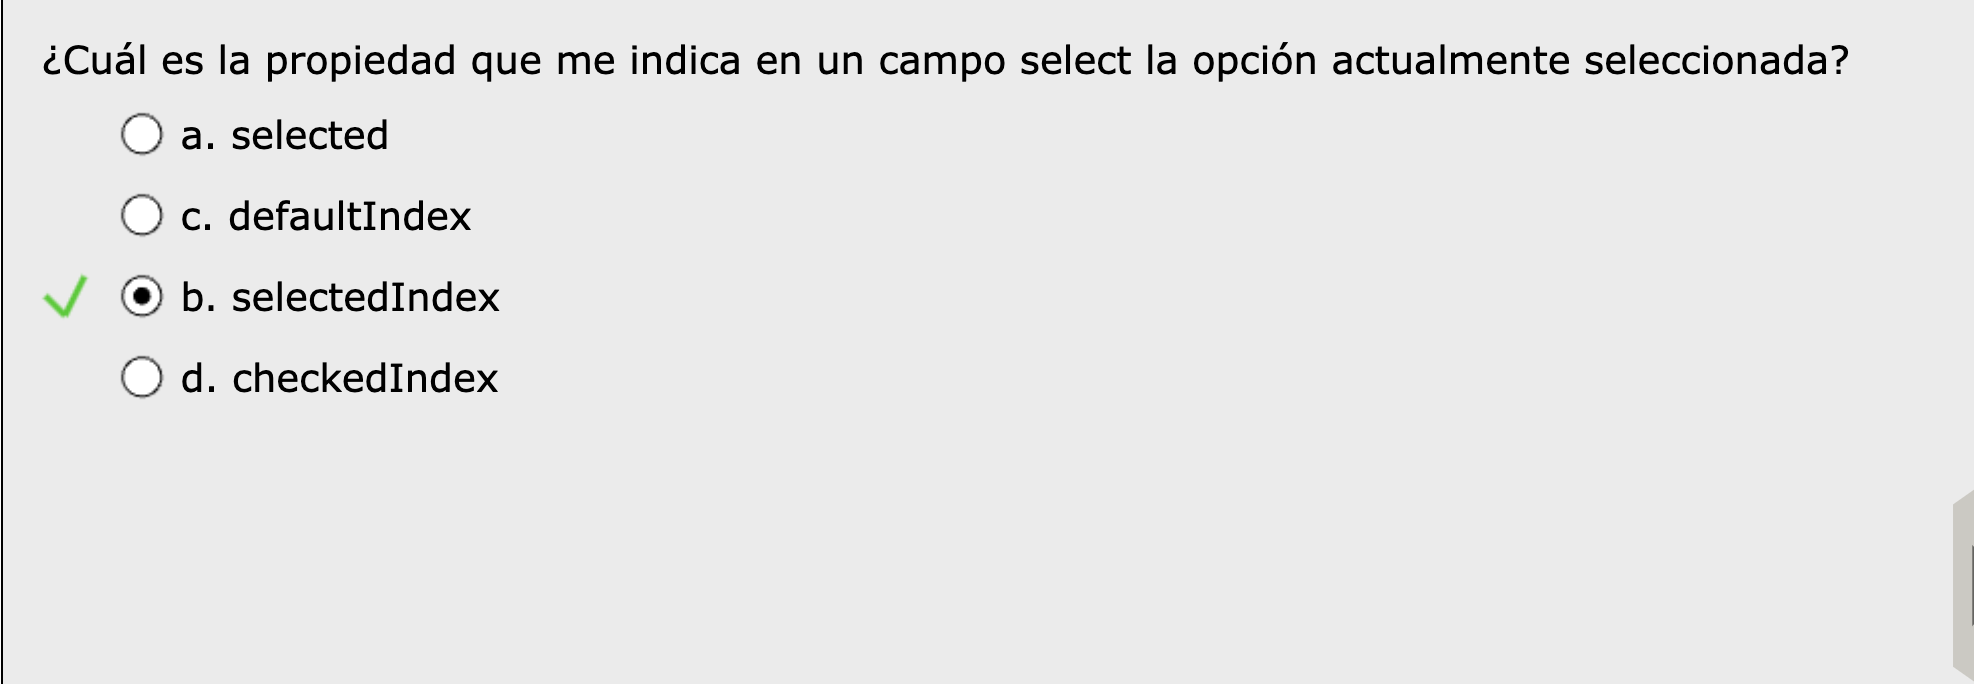 ¿Cuál es la propiedad que me indica en un campo select la opción actualmente seleccionada?
a. selected
c. defaultIndex
b. selectedIndex
d. checkedIndex